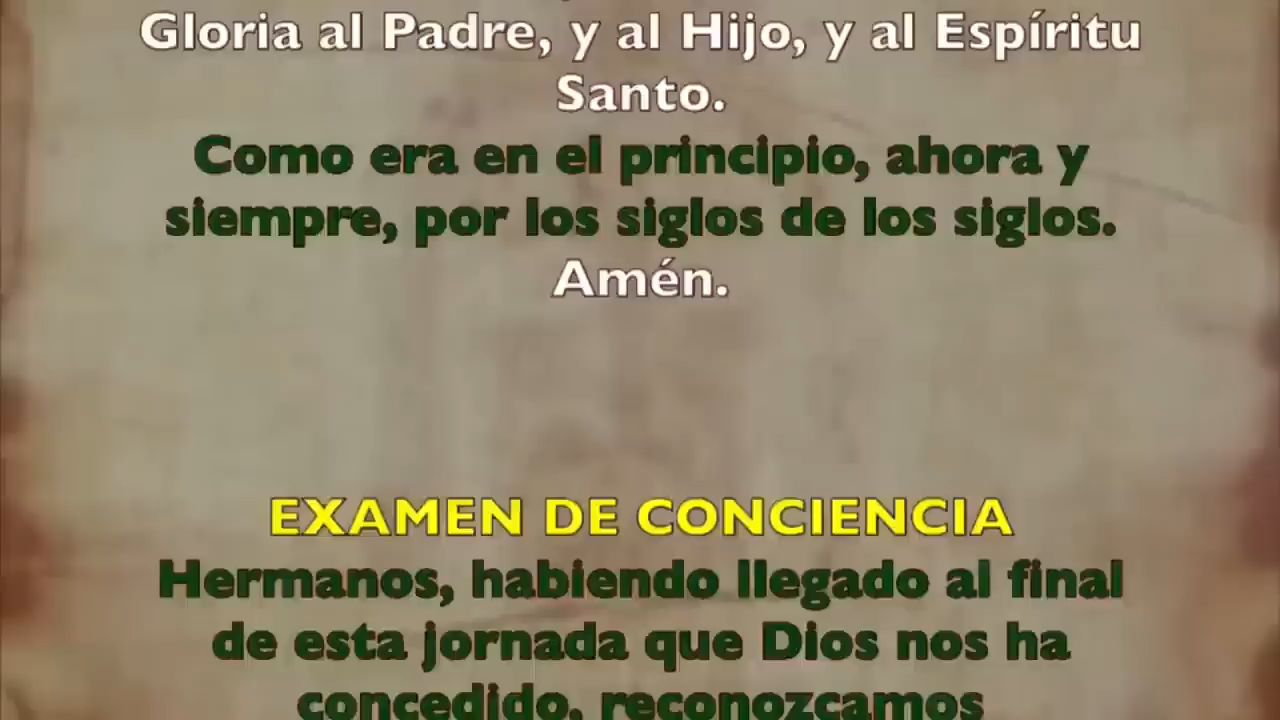 Gloria al Padre, y al Hijo, y al Espíritu
Santo.
Como era en el principio, ahora y
siempre, por los siglos de los siglos.
Amén.
EXAMEN DE CONCIENCIA
Hermanos, habiendo llegado al final
de esta jornada que Dios nos ha
concedido, reconozcamos